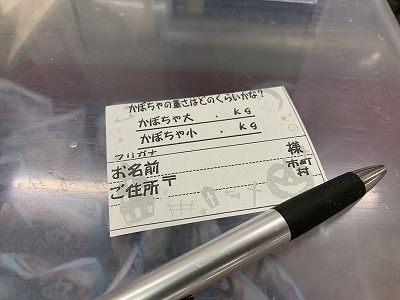 かぼちゃの重さはどのくらいかな?
かぼちゃ大 . kg
かぼちゃ小 . kg
フリガナ
お名前 様
ご住所〒 市町村